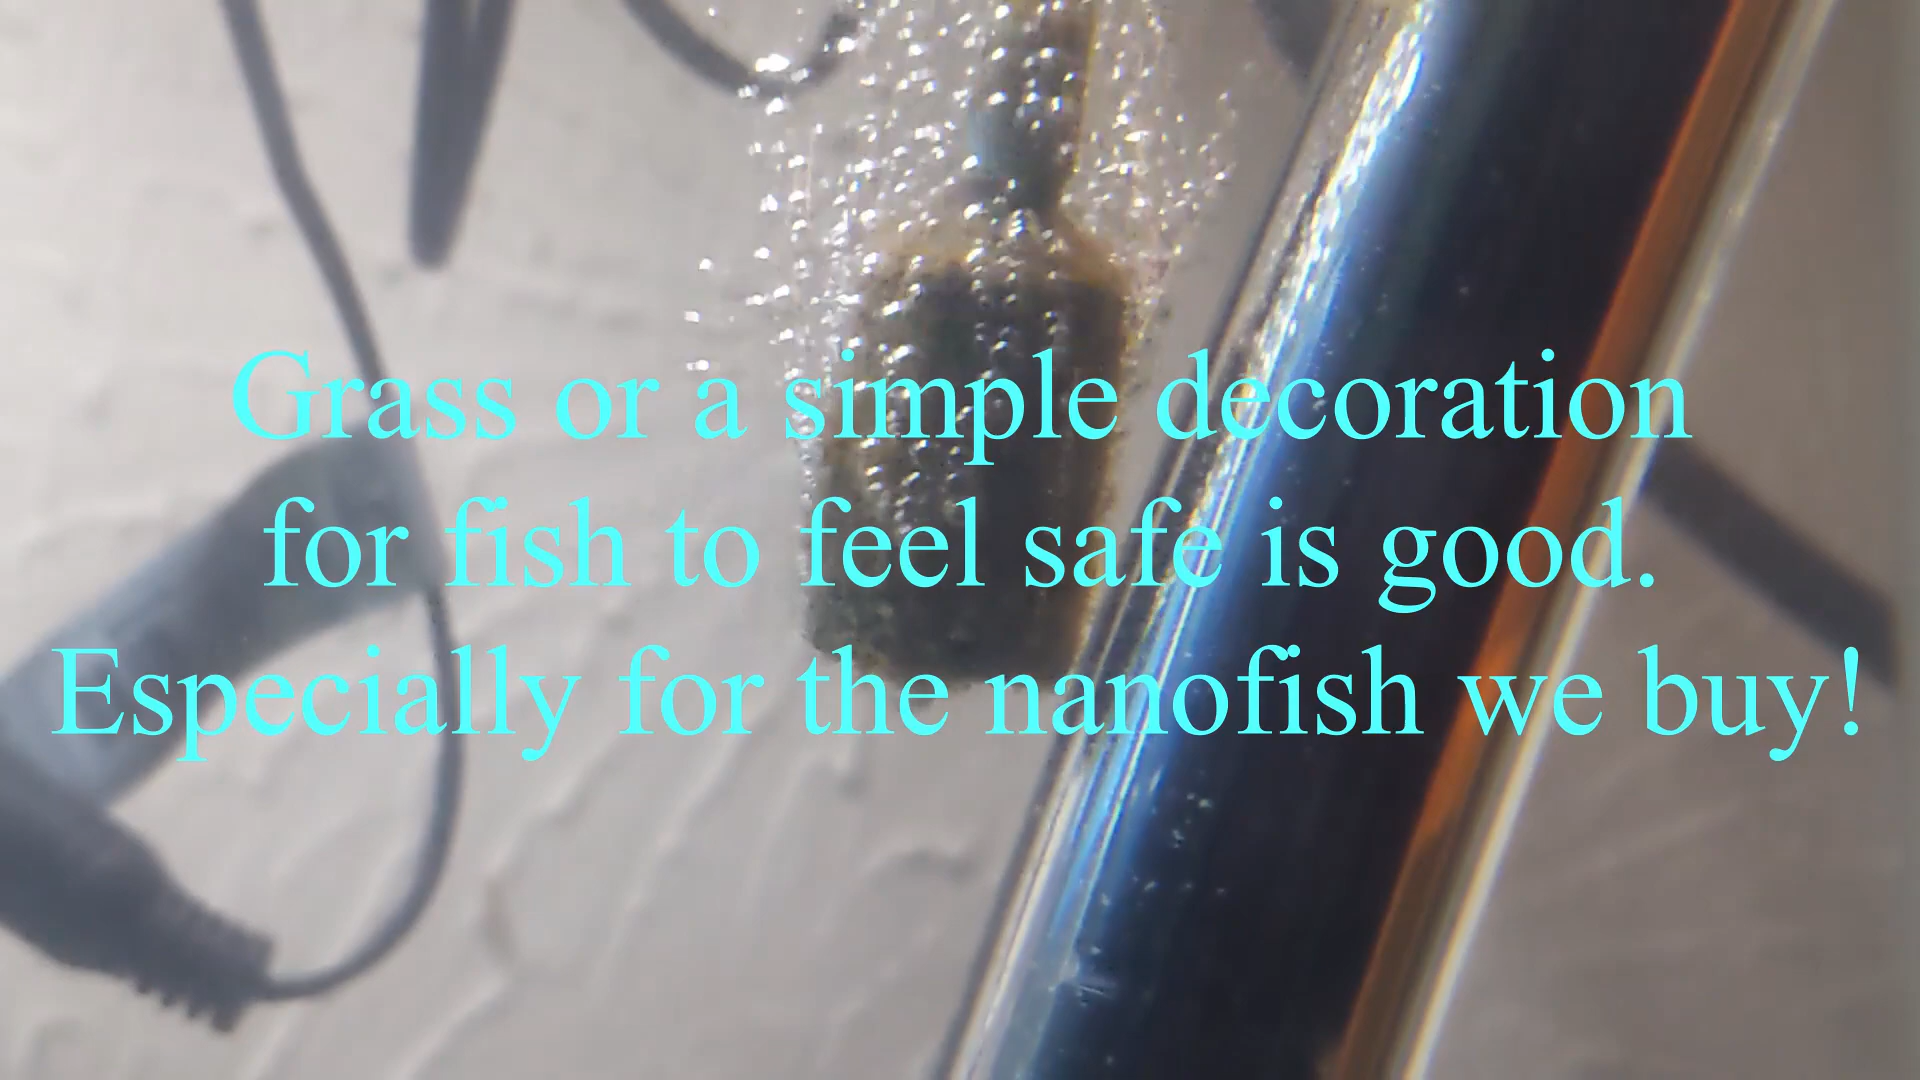 Grass or a simple decoration
for fish to feel safe is good.
Especially for the nanofish we buy!